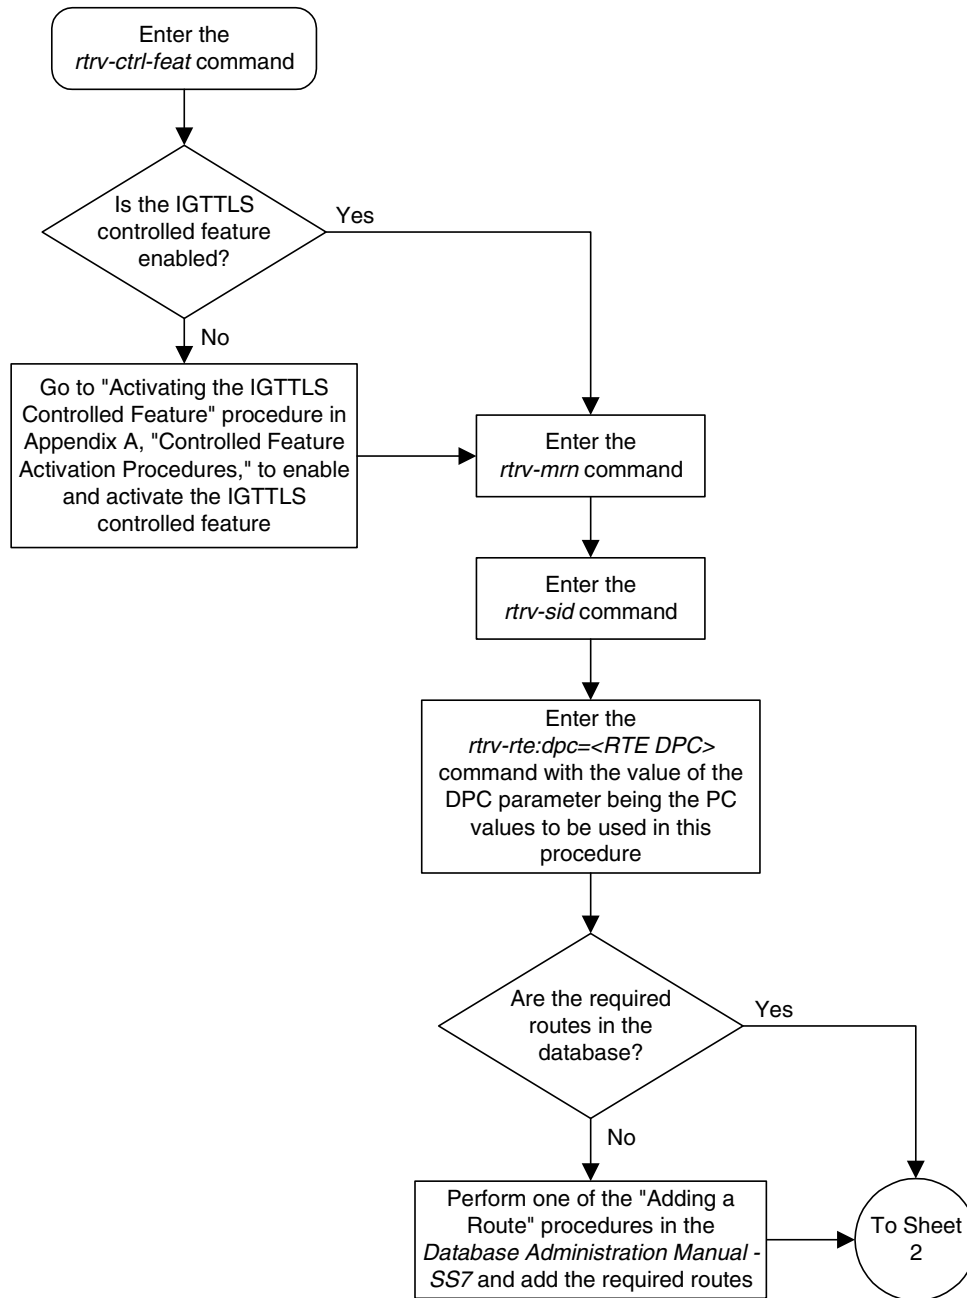 Enter the
rtrv-ctrl-feat command
Is the IGTTLS
controlled feature
enabled?
Yes
No
Go to "Activating the IGTTLS
Controlled Feature" procedure in
Appendix A, "Controlled Feature
Activation Procedures," to enable
and activate the IGTTLS
controlled feature
Enter the
rtrv-mrn command
Enter the
rtrv-sid command
Enter the
rtrv-rte:dpc=<RTE DPC>
command with the value of the
DPC parameter being the PC
values to be used in this
procedure
Are the required
routes in the
database?
Yes
No
Perform one of the "Adding a
Route" procedures in the
Database Administration Manual -
SS7 and add the required routes
To Sheet
2